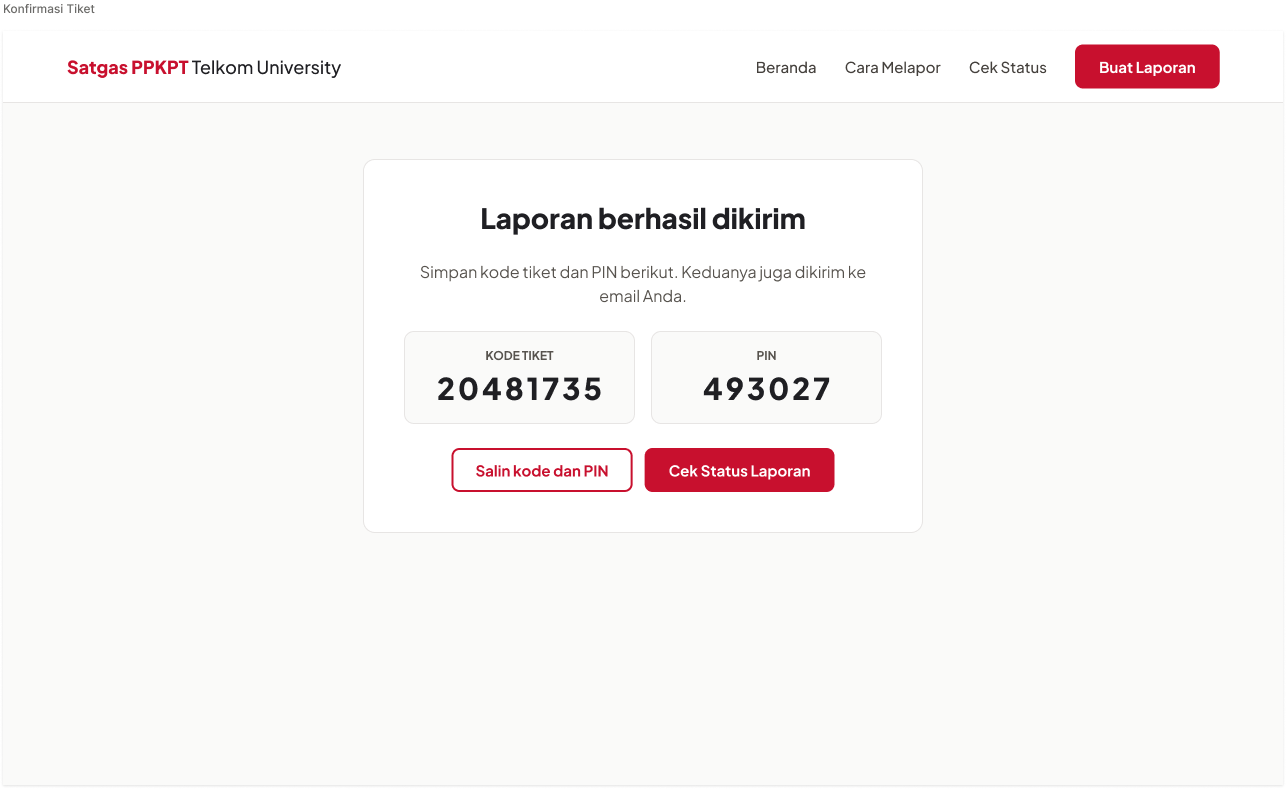 Konfirmasi Tiket
Satgas PPKPT Telkom University
Beranda
Cara Melapor
Cek Status
Buat Laporan
Laporan berhasil dikirim
Simpan kode tiket dan PIN berikut. Keduanya juga dikirim ke
email Anda.
KODE TIKET
20481735
PIN
493027
Salin kode dan PIN
Cek Status Laporan